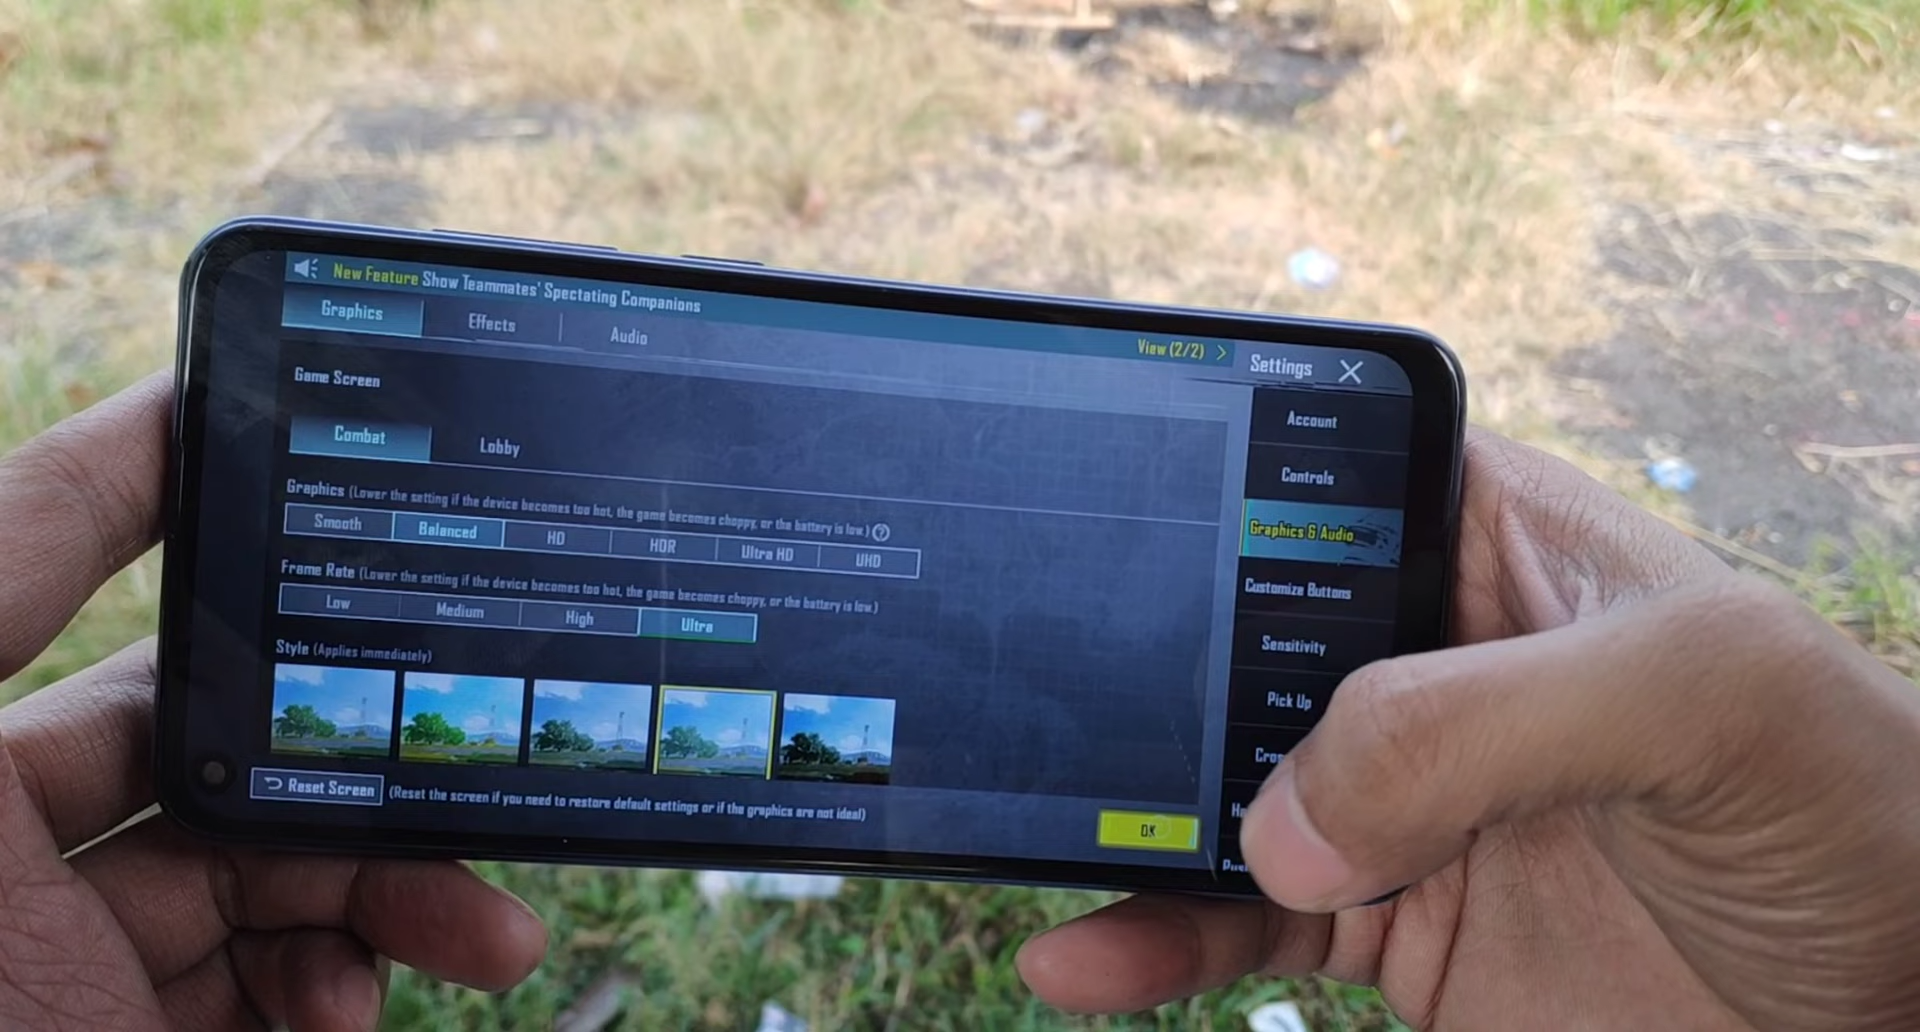 New Feature Show Teammates' Spectating Companions
View (2/2) >
Graphics
Effects
Audio
Settings
Game Screen
Combat
Lobby
Graphics (Lower the setting if the device becomes too hot, the game becomes choppy, or the battery is low.)
Smooth
Balanced
HD
HDR
Ultra HD
UHD
Frame Rate (Lower the setting if the device becomes too hot, the game becomes choppy, or the battery is low.)
Low
Medium
High
Ultra
Style (Applies immediately)
Reset Screen
(Reset the screen if you need to restore default settings or if the graphics are not ideal)
OK
Account
Controls
Graphics & Audio
Customize Buttons
Sensitivity
Pick Up